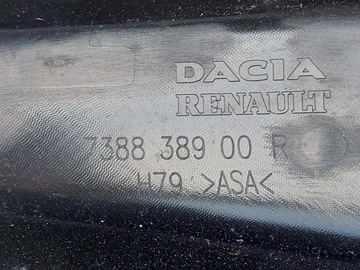 DACIA
RENAULT
7388 389 00 R
H79 >ASA<